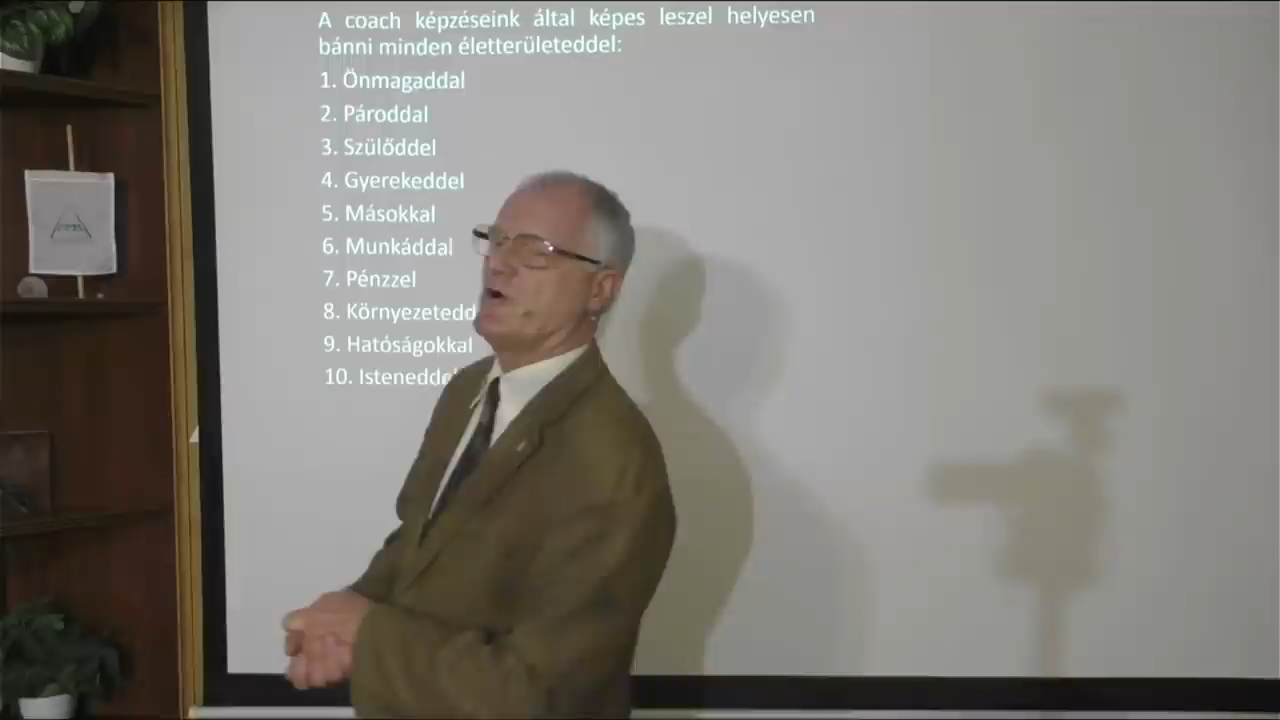 A coach képzéseink által képes leszel helyesen
bánni minden életterületeddel:
1. Önmagaddal
2. Pároddal
3. Szülőddel
4. Gyerekeddel
5. Másokkal
6. Munkáddal
7. Pénzzel
8. Környezetedd
9. Hatóságokkal
10. Isteneddel